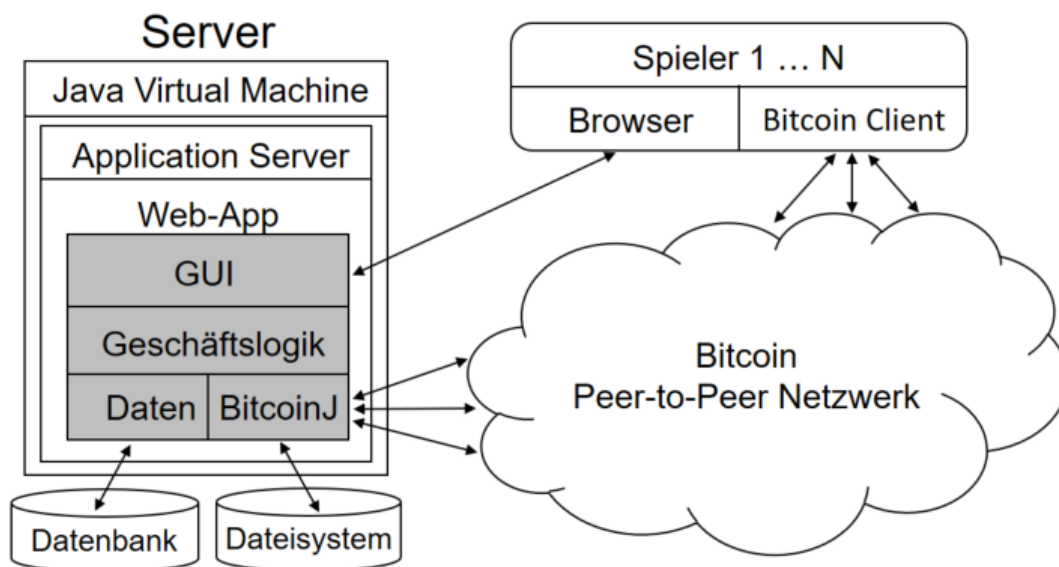 Server
Java Virtual Machine
Application Server
Web-App
GUI
Geschäftslogik
Daten
BitcoinJ
Datenbank
Dateisystem
Spieler 1 … N
Browser
Bitcoin Client
Bitcoin
Peer-to-Peer Netzwerk